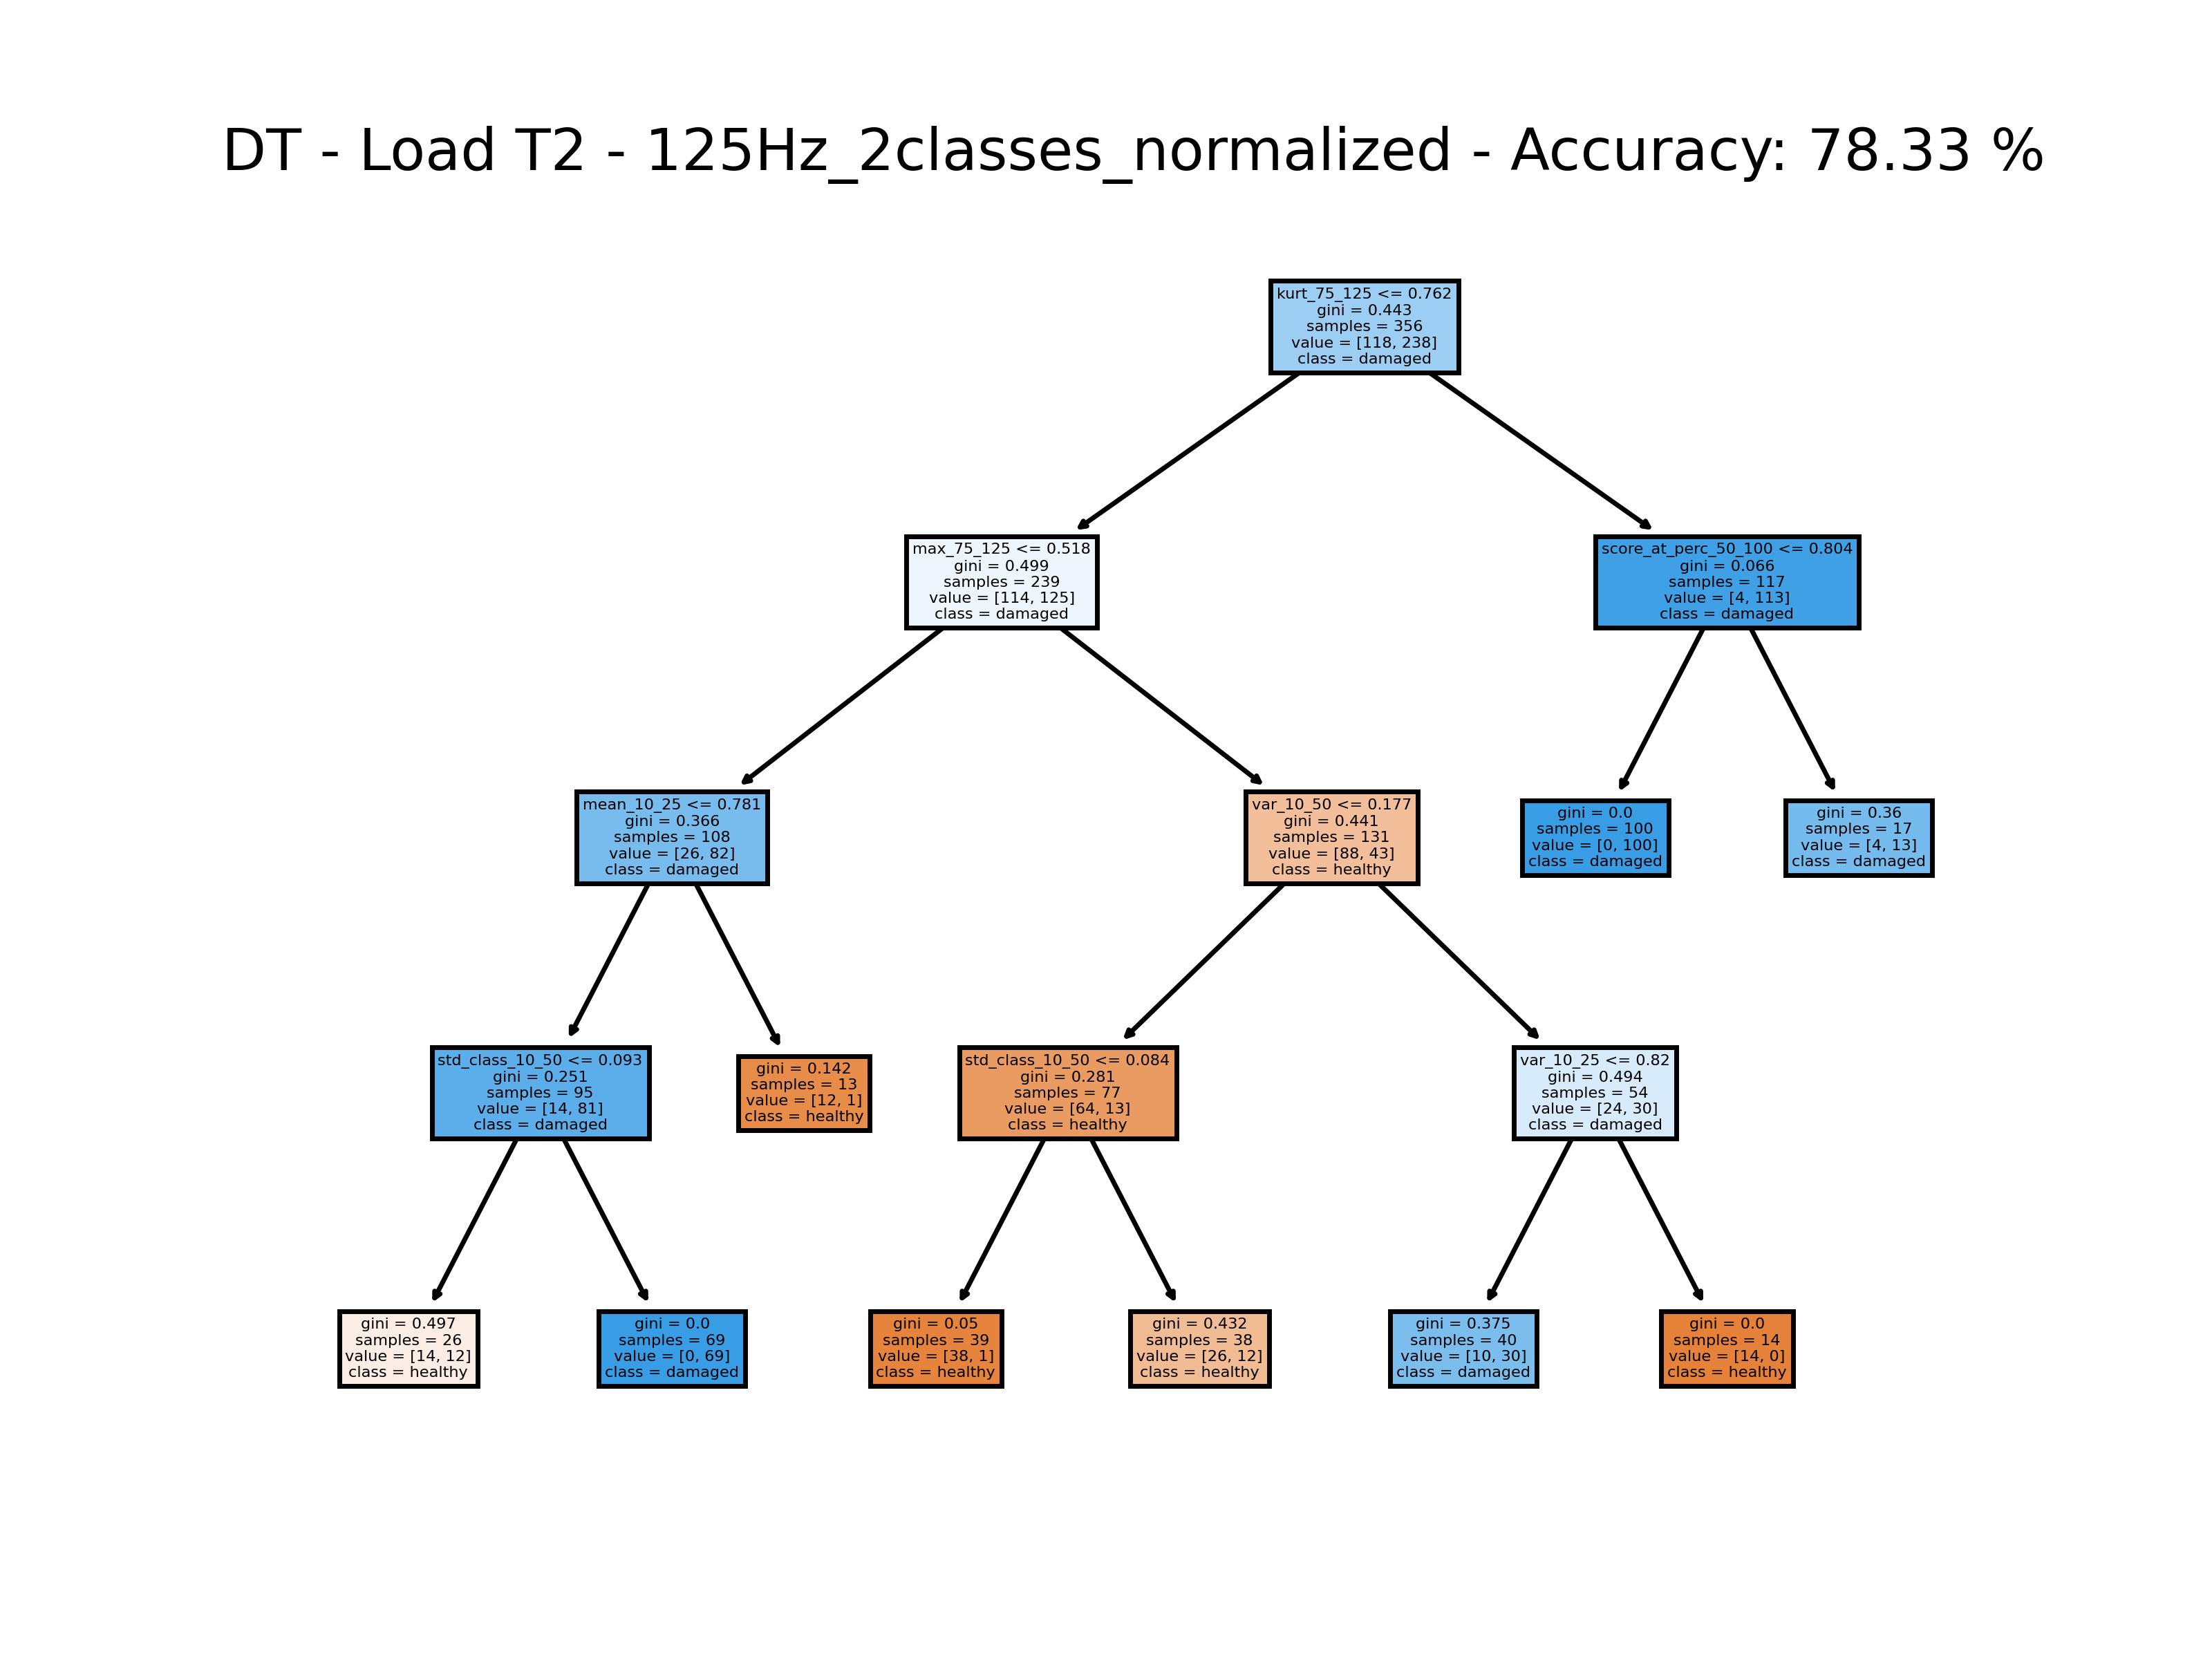 DT - Load T2 - 125Hz_2classes_normalized - Accuracy: 78.33 %
kurt_75_125 <= 0.762
gini = 0.443
samples = 356
value = [118, 238]
class = damaged
max_75_125 <= 0.518
gini = 0.499
samples = 239
value = [114, 125]
class = damaged
score_at_perc_50_100 <= 0.804
gini = 0.066
samples = 117
value = [4, 113]
class = damaged
mean_10_25 <= 0.781
gini = 0.366
samples = 108
value = [26, 82]
class = damaged
var_10_50 <= 0.177
gini = 0.441
samples = 131
value = [88, 43]
class = healthy
gini = 0.0
samples = 100
value = [0, 100]
class = damaged
gini = 0.36
samples = 17
value = [4, 13]
class = damaged
std_class_10_50 <= 0.093
gini = 0.251
samples = 95
value = [14, 81]
class = damaged
gini = 0.142
samples = 13
value = [12, 1]
class = healthy
std_class_10_50 <= 0.084
gini = 0.281
samples = 77
value = [64, 13]
class = healthy
var_10_25 <= 0.82
gini = 0.494
samples = 54
value = [24, 30]
class = damaged
gini = 0.497
samples = 26
value = [14, 12]
class = healthy
gini = 0.0
samples = 69
value = [0, 69]
class = damaged
gini = 0.05
samples = 39
value = [38, 1]
class = healthy
gini = 0.432
samples = 38
value = [26, 12]
class = healthy
gini = 0.375
samples = 40
value = [10, 30]
class = damaged
gini = 0.0
samples = 14
value = [14, 0]
class = healthy